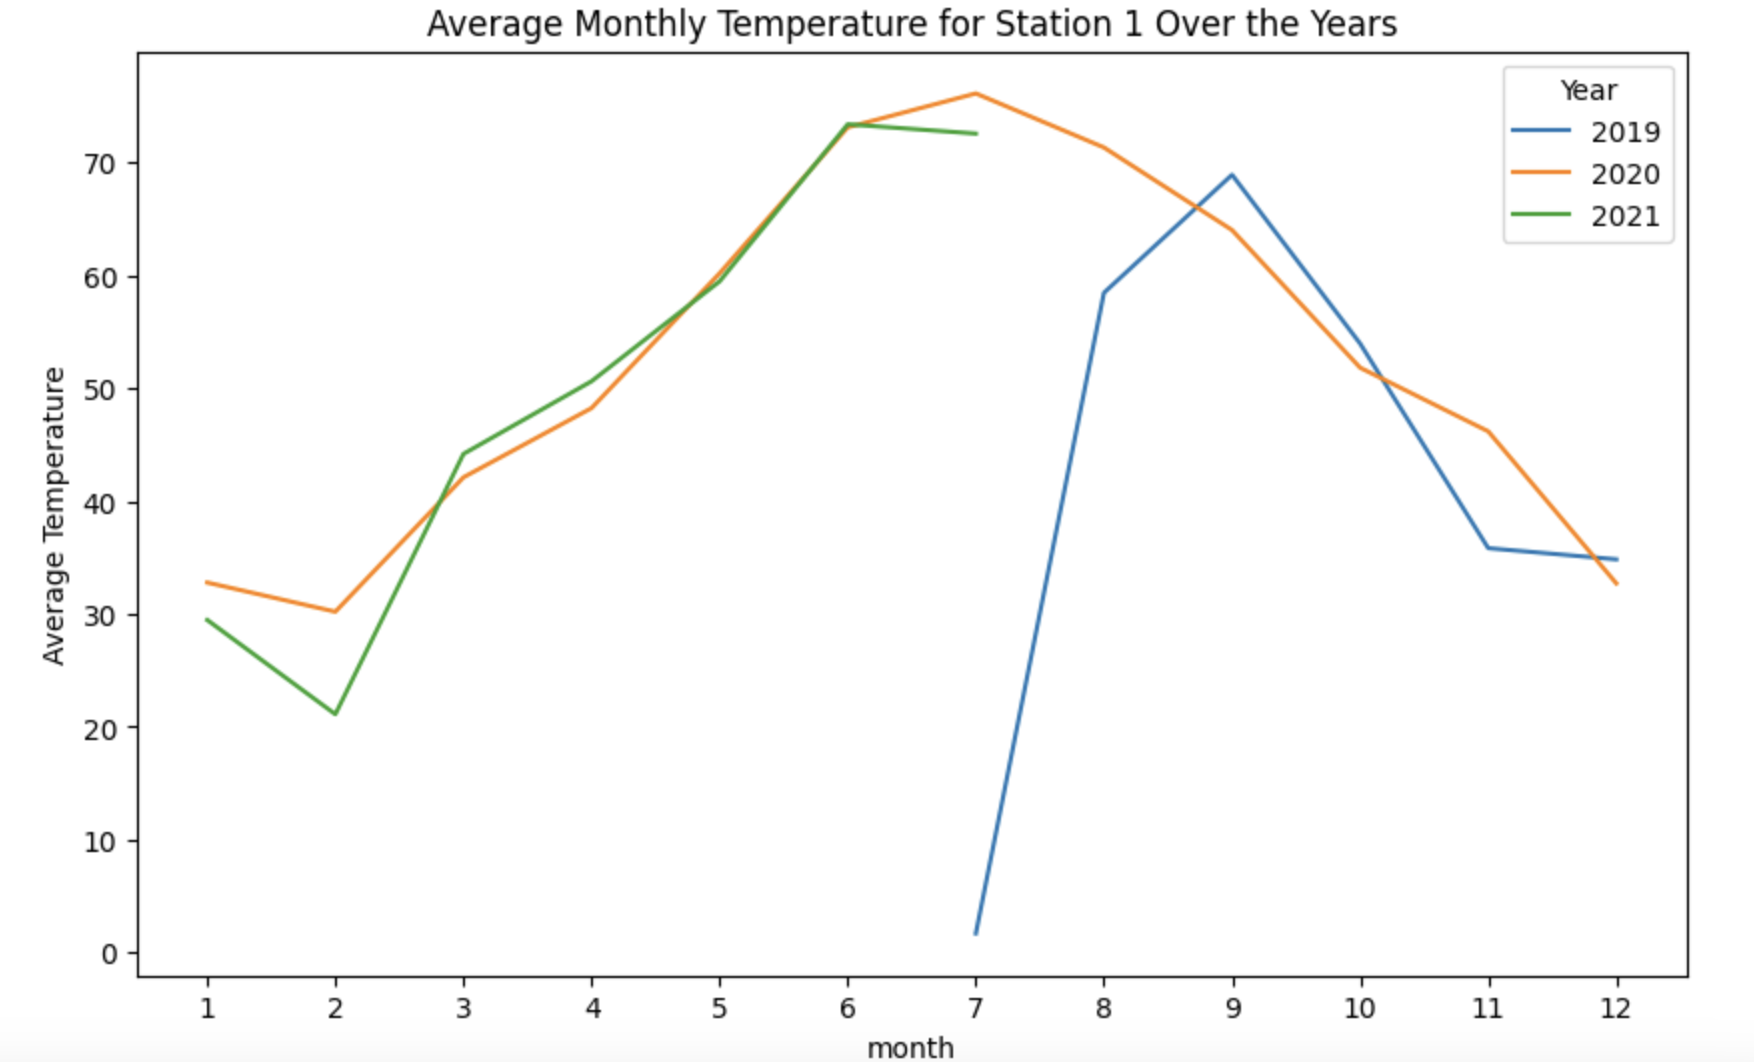 Average Monthly Temperature for Station 1 Over the Years
Year
2019
2020
2021
Average Temperature
70
60
50
40
30
20
10
0
1 2 3 4 5 6 7 8 9 10 11 12
month